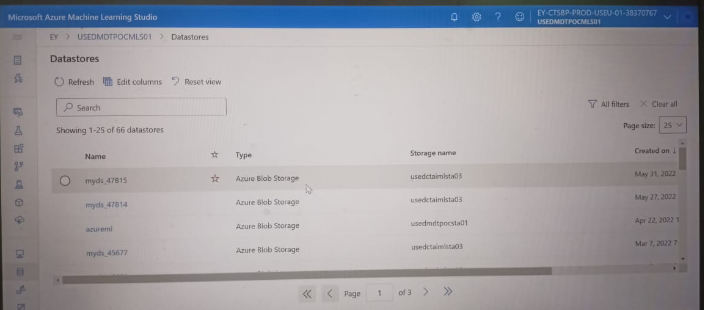 Microsoft Azure Machine Learning Studio
EY-CTSBP-PROD-USEU-01-38370767
USEDMDTPOCMLS01
EY > USEDMDTPOCMLS01 > Datastores
Datastores
Refresh Edit columns Reset view
Search
All filters Clear all
Showing 1-25 of 66 datastores
Page size: 25
Name Type Storage name Created on ↓
myds_47815 Azure Blob Storage usedctaimlsta03 May 31, 2022
myds_47814 Azure Blob Storage usedctaimlsta03 May 27, 2022
azureml Azure Blob Storage usedmdtpocsta01 Apr 22, 2022 1
myds_45677 Azure Blob Storage usedctaimlsta03 Mar 7, 2022 7
Page 1 of 3